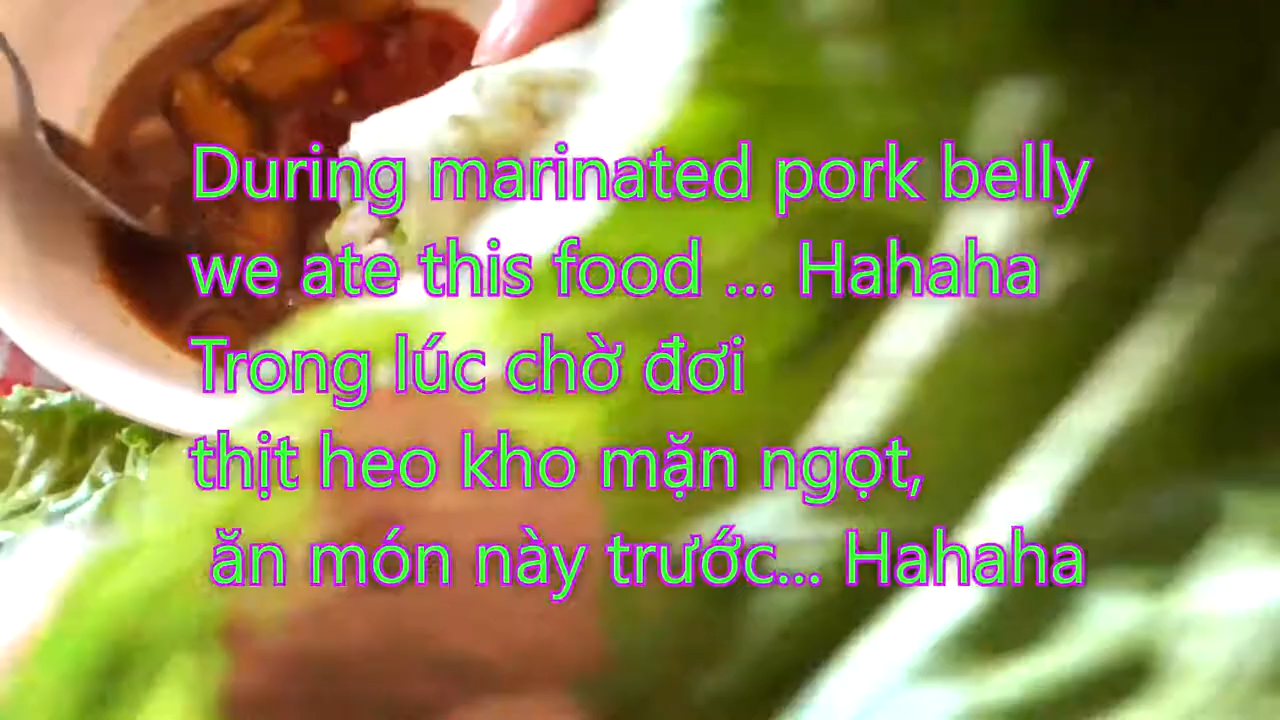 During marinated pork belly
we ate this food ... Hahaha
Trong lúc chờ đơi
thịt heo kho mặn ngọt,
ăn món này trước... Hahaha